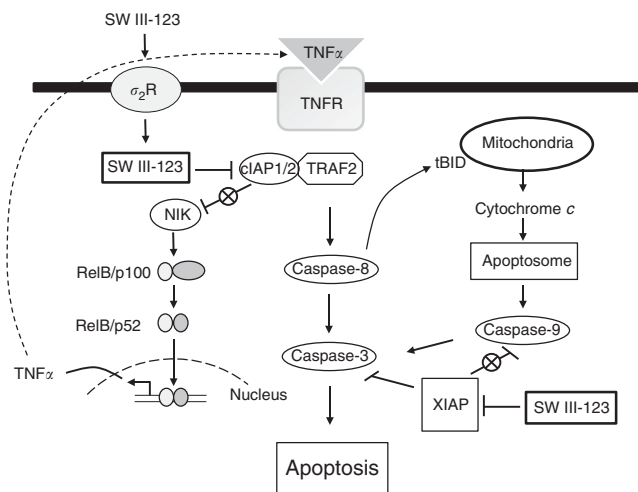 SW III-123
TNFα
σ₂R
TNFR
Mitochondria
tBID
SW III-123
cIAP1/2
TRAF2
NIK
Cytochrome c
RelB/p100
Caspase-8
Apoptosome
RelB/p52
Caspase-9
Caspase-3
TNFα
Nucleus
XIAP
SW III-123
Apoptosis